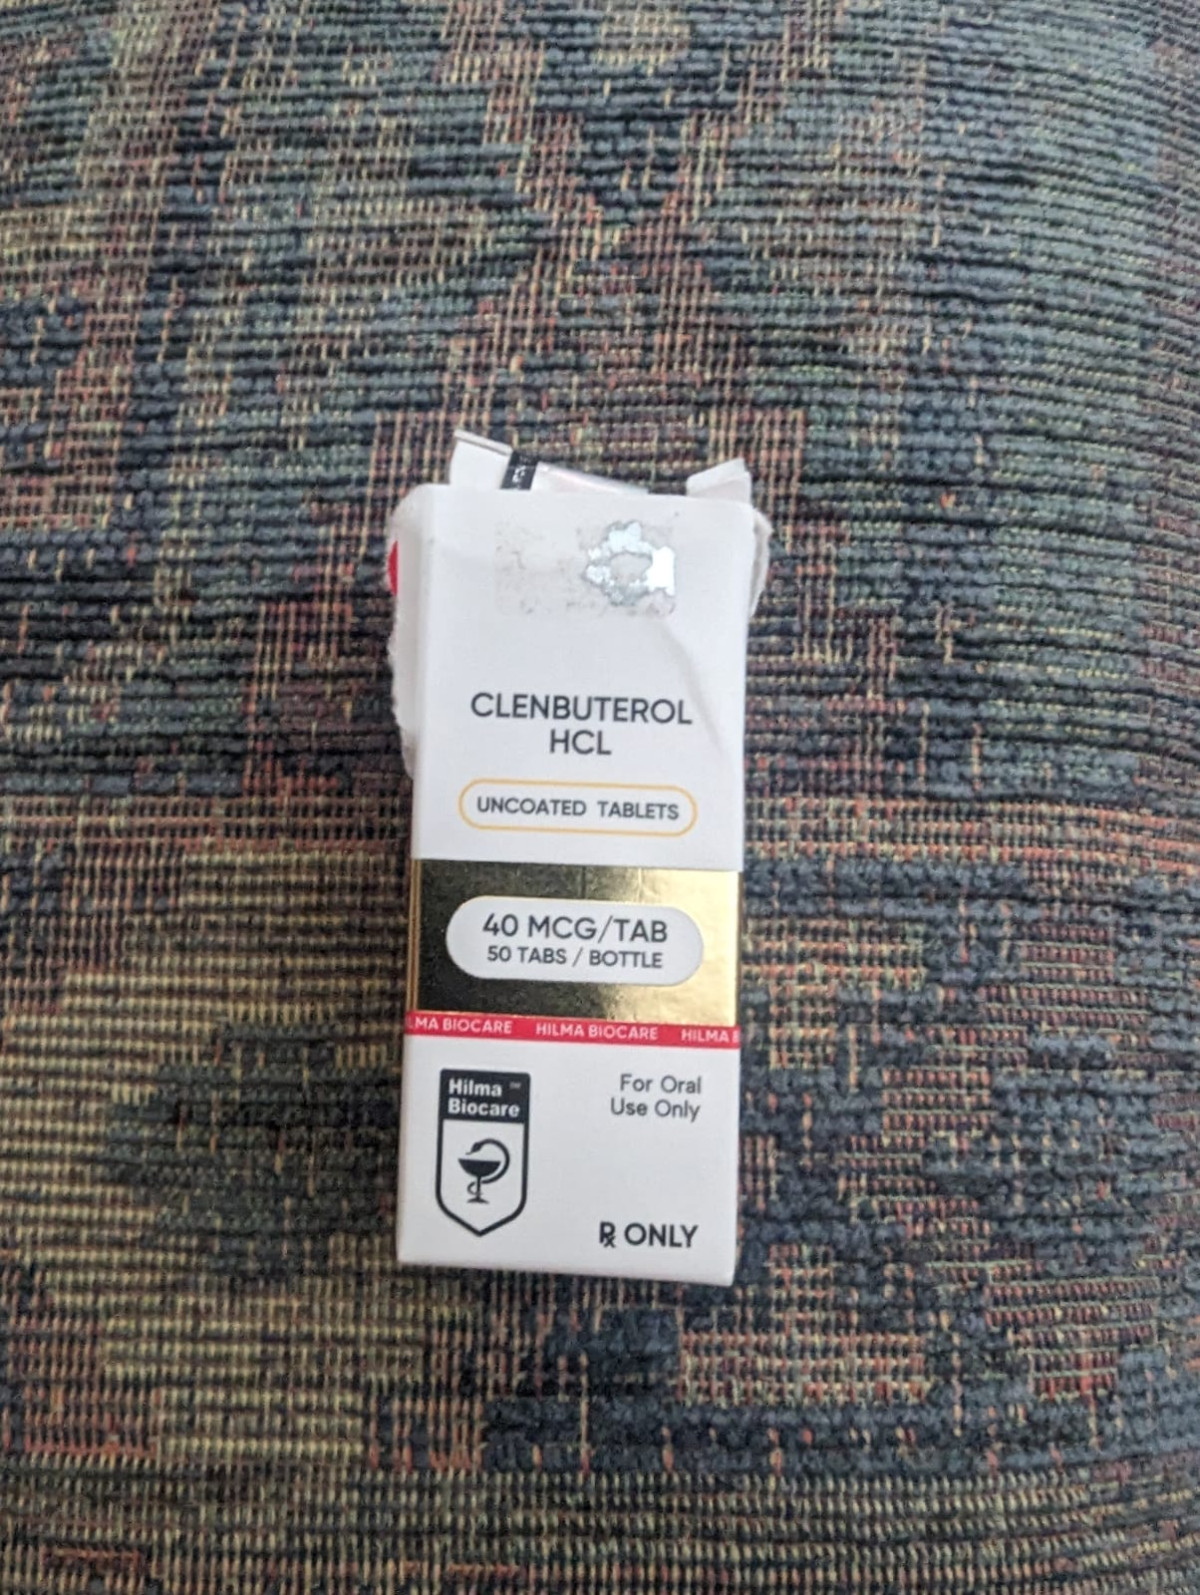 CLENBUTEROL
HCL
UNCOATED TABLETS
40 MCG/TAB
50 TABS / BOTTLE
LMA BIOCARE HILMA BIOCARE HILMA B
Hilma
Biocare
For Oral
Use Only
℞ ONLY